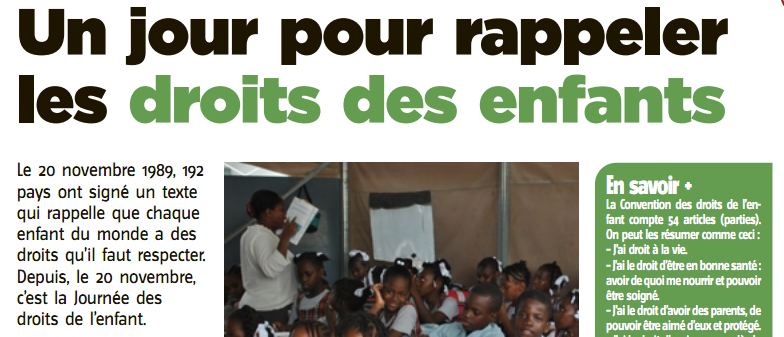 Un jour pour rappeler
les droits des enfants
Le 20 novembre 1989, 192
pays ont signé un texte
qui rappelle que chaque
enfant du monde a des
droits qu'il faut respecter.
Depuis, le 20 novembre,
c'est la Journée des
droits de l'enfant.
En savoir +
La Convention des droits de l'en-
fant compte 54 articles (parties).
On peut les résumer comme ceci :
– J'ai droit à la vie.
– J'ai le droit d'être en bonne santé :
avoir de quoi me nourrir et pouvoir
être soigné.
– J'ai le droit d'avoir des parents, de
pouvoir être aimé d'eux et protégé.